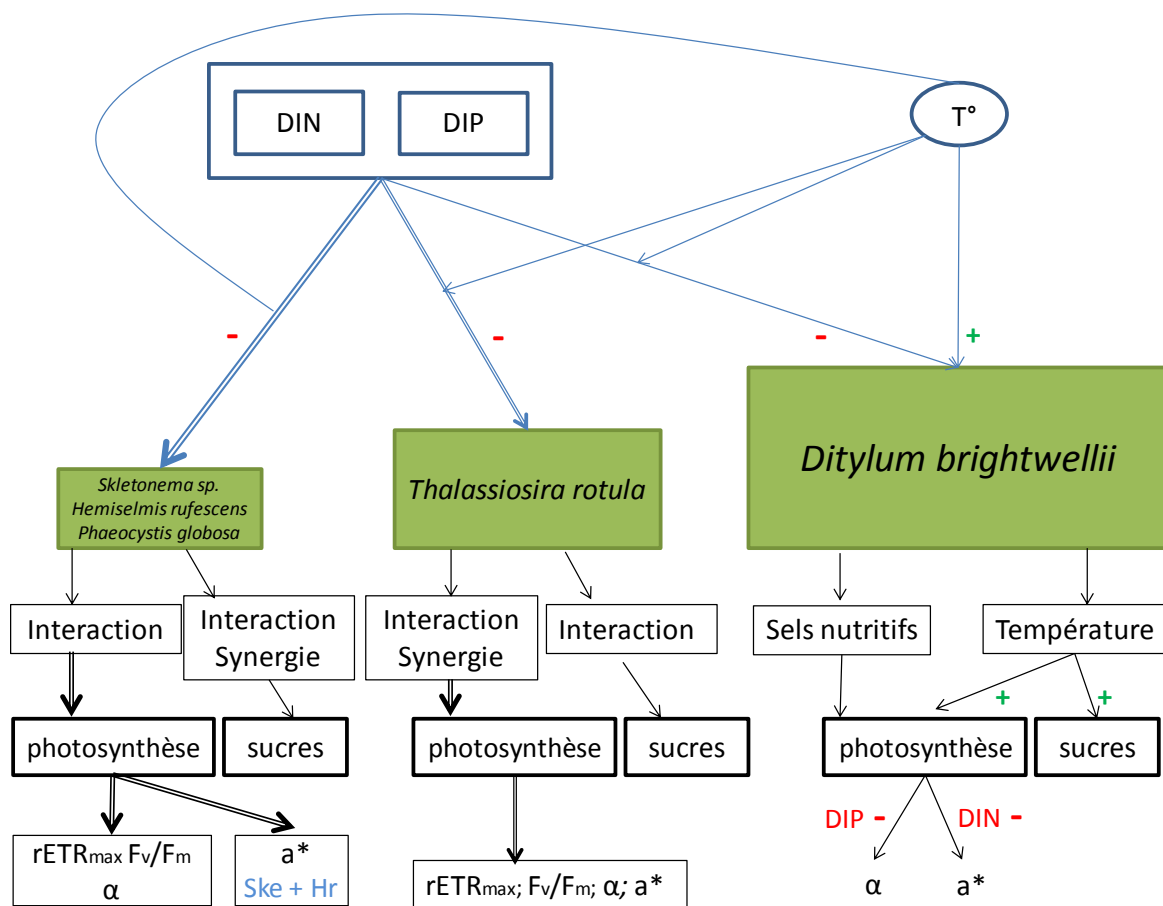 DIN
DIP
T°
-
-
-
+
Skletonema sp.
Hemiselmis rufescens
Phaeocystis globosa
Thalassiosira rotula
Ditylum brightwellii
Interaction
Interaction
Synergie
Interaction
Synergie
Interaction
Sels nutritifs
Température
+
+
photosynthèse
sucres
photosynthèse
sucres
photosynthèse
sucres
DIP -
DIN -
rETRmax Fv/Fm
α
a*
Ske + Hr
rETRmax; Fv/Fm; α; a*
α
a*